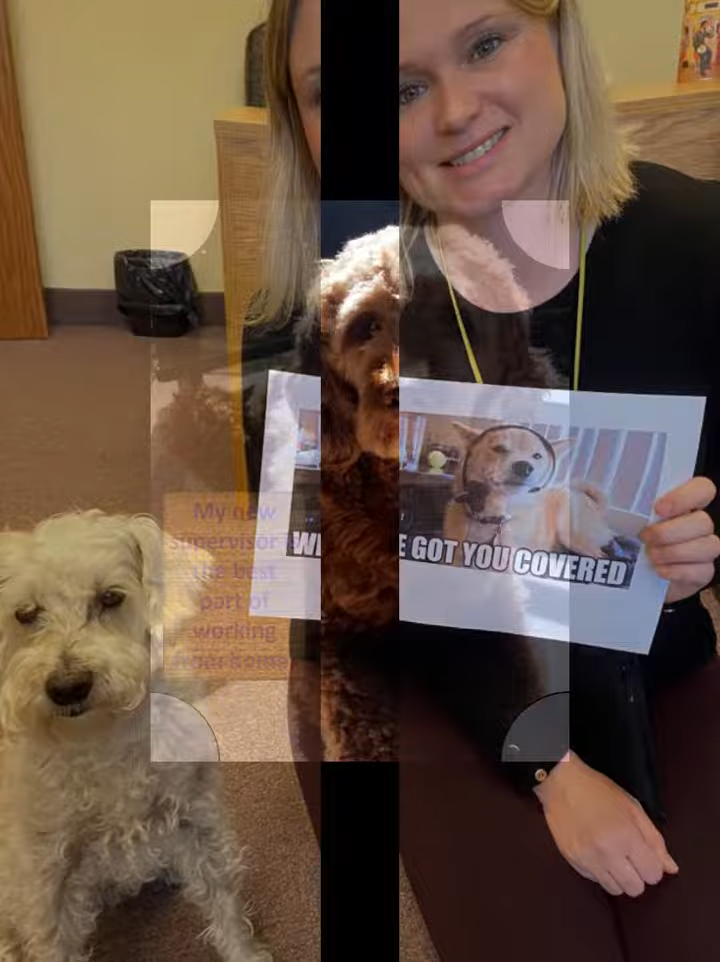 My new
supervisor
the best
part of
working
from home
GOT YOU COVERED